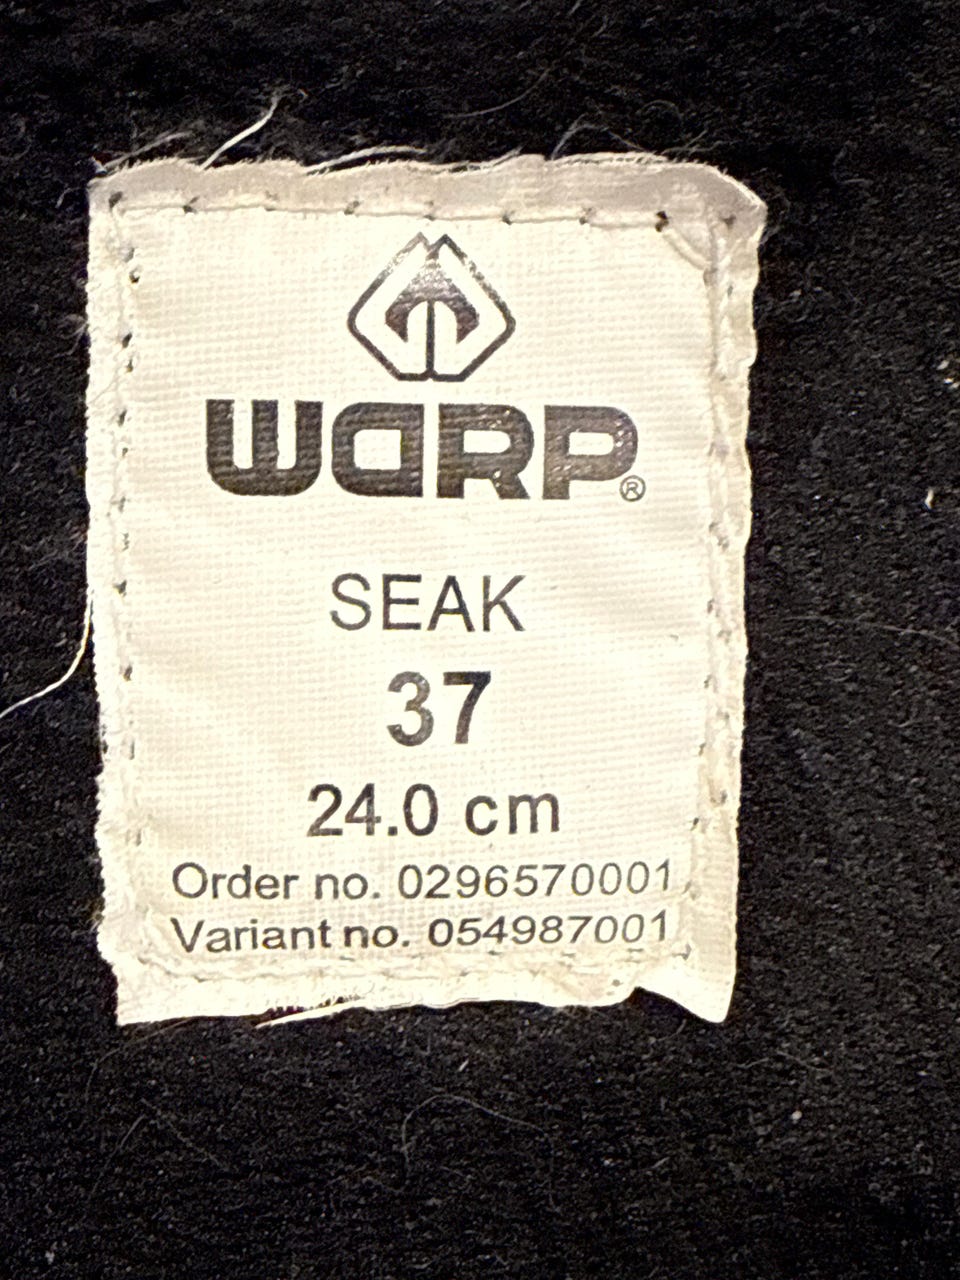 WARP®
SEAK
37
24.0 cm
Order no. 0296570001
Variant no. 054987001